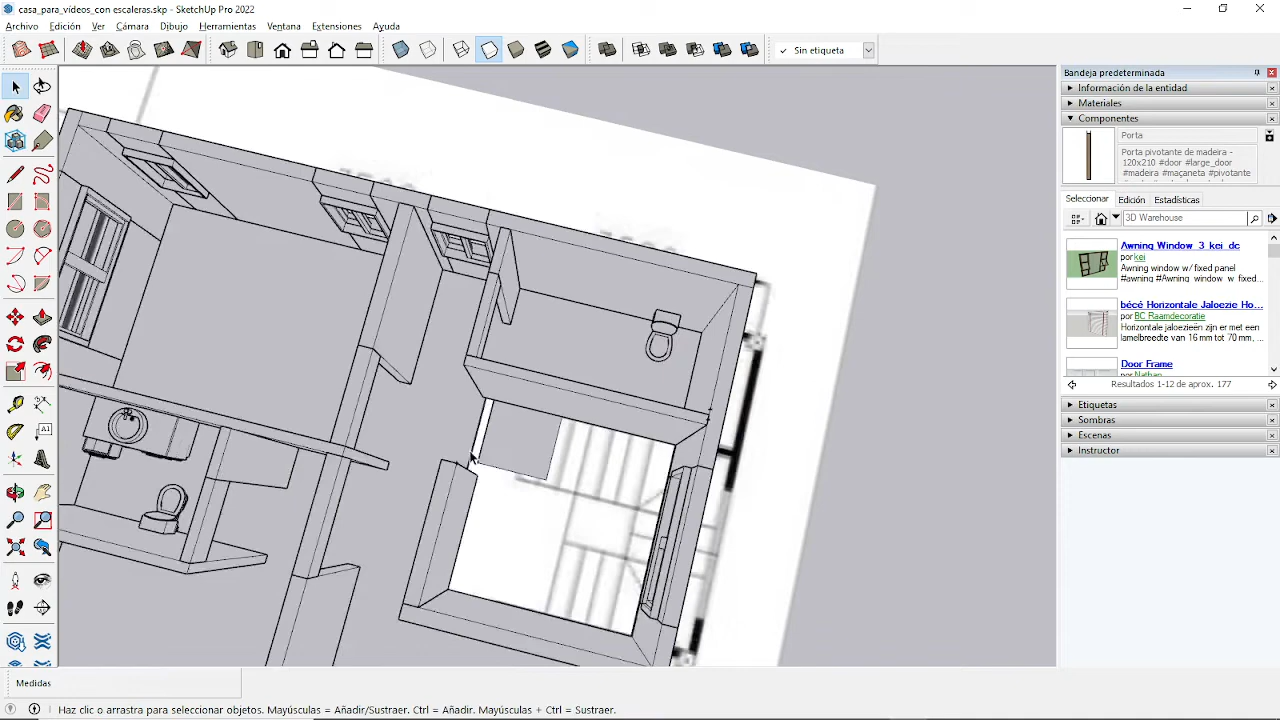 casa_para_vídeos_con escaleras.skp - SketchUp Pro 2022
Archivo Edición Ver Cámara Dibujo Herramientas Ventana Extensiones Ayuda
Sin etiqueta
Bandeja predeterminada
Información de la entidad
Materiales
Componentes
Porta
Porta pivotante de madeira -
120x210 #door #large_door
#madeira #maçaneta #pivotante
Seleccionar Edición Estadísticas
3D Warehouse
Awning Window_3_kei_dc
por kei
Awning window w/ fixed panel
#awning #Awning_w_fixed...
bécé Horizontale Jaloezie Ho...
por BC Raamdecoratie
Horizontale jaloezieën zijn er met een
lamelbreedte van 16 mm tot 70 mm, ...
Door Frame
por Nathan
Resultados 1-12 de aprox. 177
Etiquetas
Sombras
Escenas
Instructor
A1
Medidas
Haz clic o arrastra para seleccionar objetos. Mayúsculas = Añadir/Sustraer. Ctrl = Añadir. Mayúsculas + Ctrl = Sustraer.